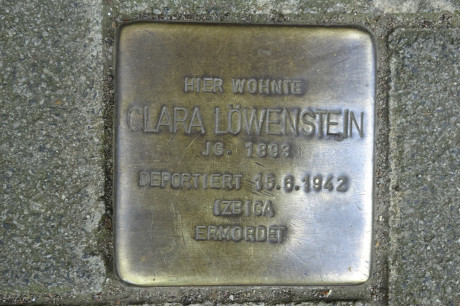 HIER WOHNTE
CLARA LÖWENSTEIN
JG. 1893
DEPORTIERT 15.6.1942
IZBICA
ERMORDET